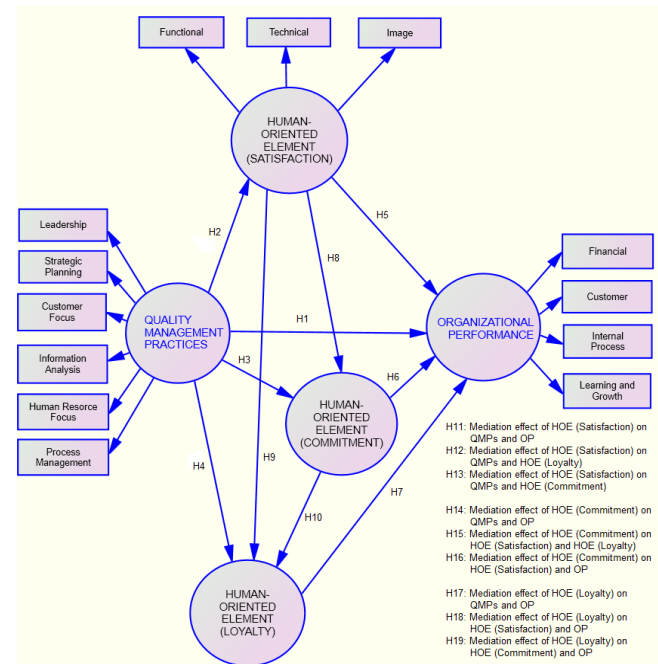 Functional
Technical
Image
HUMAN-
ORIENTED
ELEMENT
(SATISFACTION)
H2
H5
H8
Leadership
Strategic
Planning
Customer
Focus
Information
Analysis
Human Resorce
Focus
Process
Management
QUALITY
MANAGEMENT
PRACTICES
H1
H3
H4
H9
H6
H7
H10
ORGANIZATIONAL
PERFORMANCE
Financial
Customer
Internal
Process
Learning and
Growth
HUMAN-
ORIENTED
ELEMENT
(COMMITMENT)
HUMAN-
ORIENTED
ELEMENT
(LOYALTY)
H11: Mediation effect of HOE (Satisfaction) on
QMPs and OP
H12: Mediation effect of HOE (Satisfaction) on
QMPs and HOE (Loyalty)
H13: Mediation effect of HOE (Satisfaction) on
QMPs and HOE (Commitment)
H14: Mediation effect of HOE (Commitment) on
QMPs and OP
H15: Mediation effect of HOE (Commitment) on
HOE (Satisfaction) and HOE (Loyalty)
H16: Mediation effect of HOE (Commitment) on
HOE (Satisfaction) and OP
H17: Mediation effect of HOE (Loyalty) on
QMPs and OP
H18: Mediation effect of HOE (Loyalty) on
HOE (Satisfaction) and OP
H19: Mediation effect of HOE (Loyalty) on
HOE (Commitment) and OP